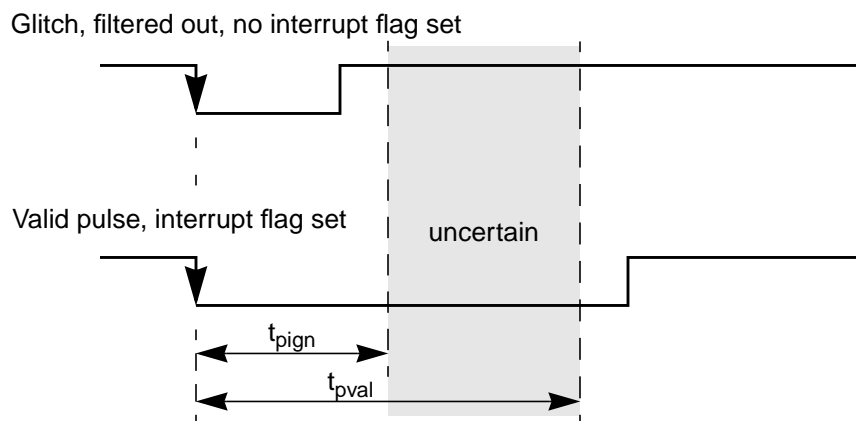 Glitch, filtered out, no interrupt flag set
Valid pulse, interrupt flag set
uncertain
tpign
tpval